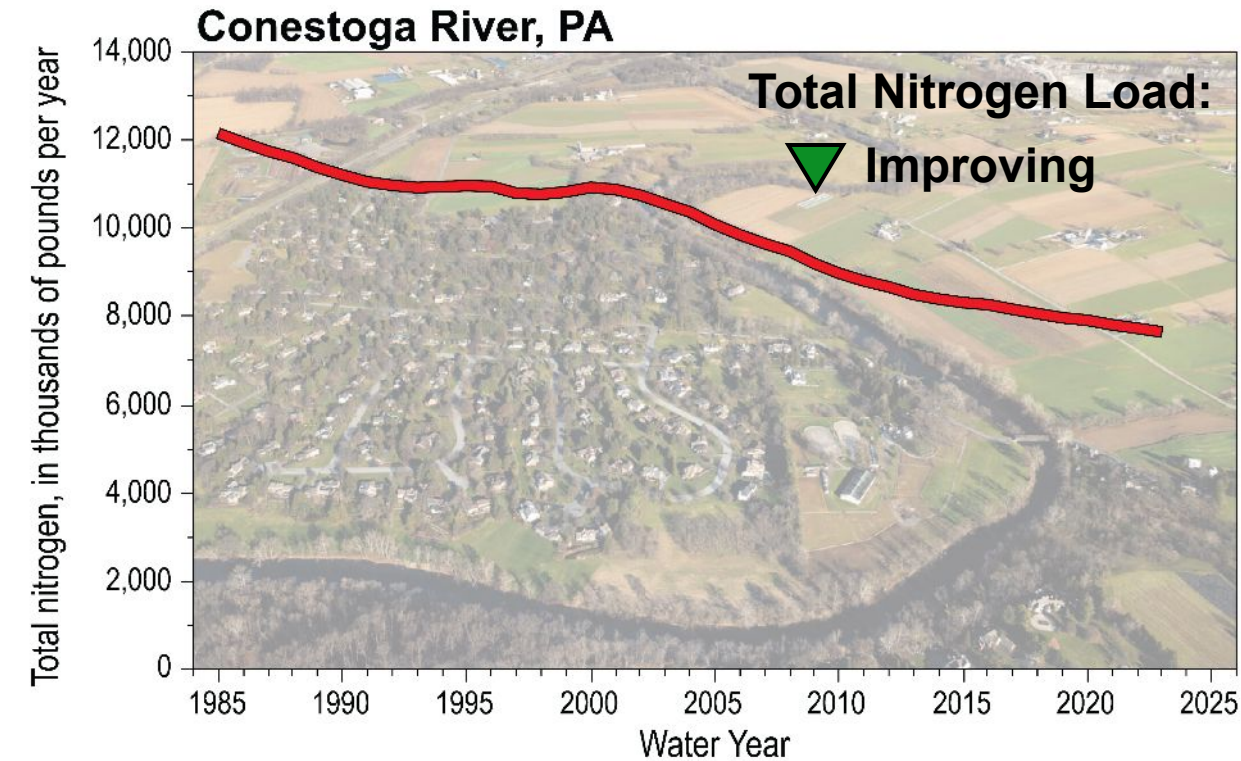 Conestoga River, PA
Total nitrogen, in thousands of pounds per year
14,000
12,000
10,000
8,000
6,000
4,000
2,000
0
Total Nitrogen Load:
Improving
1985 1990 1995 2000 2005 2010 2015 2020 2025
Water Year